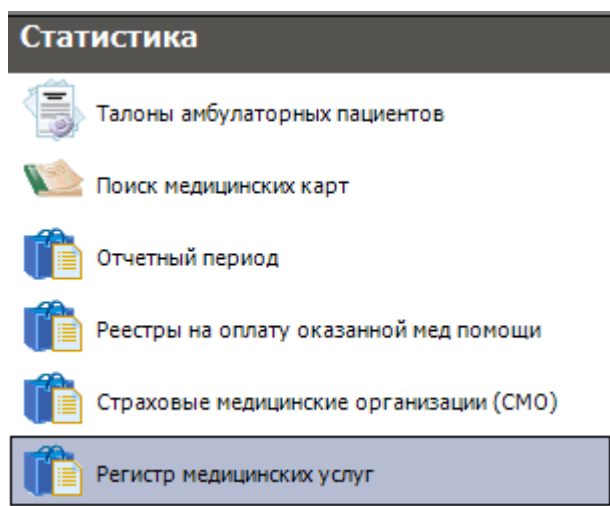 Статистика
Талоны амбулаторных пациентов
Поиск медицинских карт
Отчетный период
Реестры на оплату оказанной мед помощи
Страховые медицинские организации (СМО)
Регистр медицинских услуг